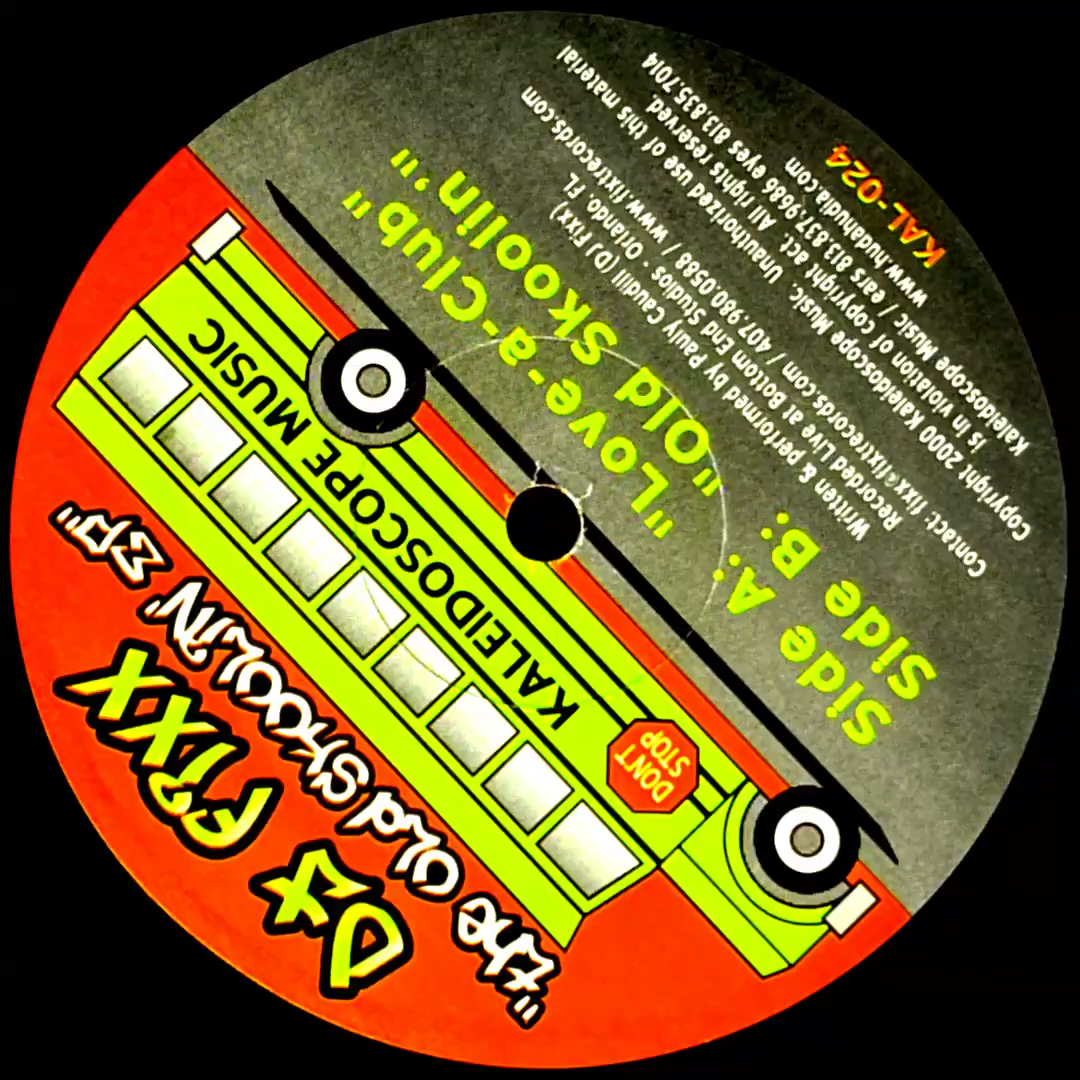 DJ FIXX
"the old skoolin' EP"
KALEIDOSCOPE MUSIC
DON'T
STOP
Side A: "Love-a-Club"
Side B: "Old Skoolin'"
Written & performed by Pauly Caudill (DJ Fixx)
Recorded Live at Bottom End Studios - Orlando, FL
Contact: fixx@fixxtrecords.com / 407.980.0588 / www.fixxtrecords.com
Copyright 2000 Kaleidoscope Music. Unauthorized use of this material
is in violation of copyright act. All rights reserved.
Kaleidoscope Music / ears 813.837.9686 eyes 813.835.7014
www.hudahudia.com
KAL-024